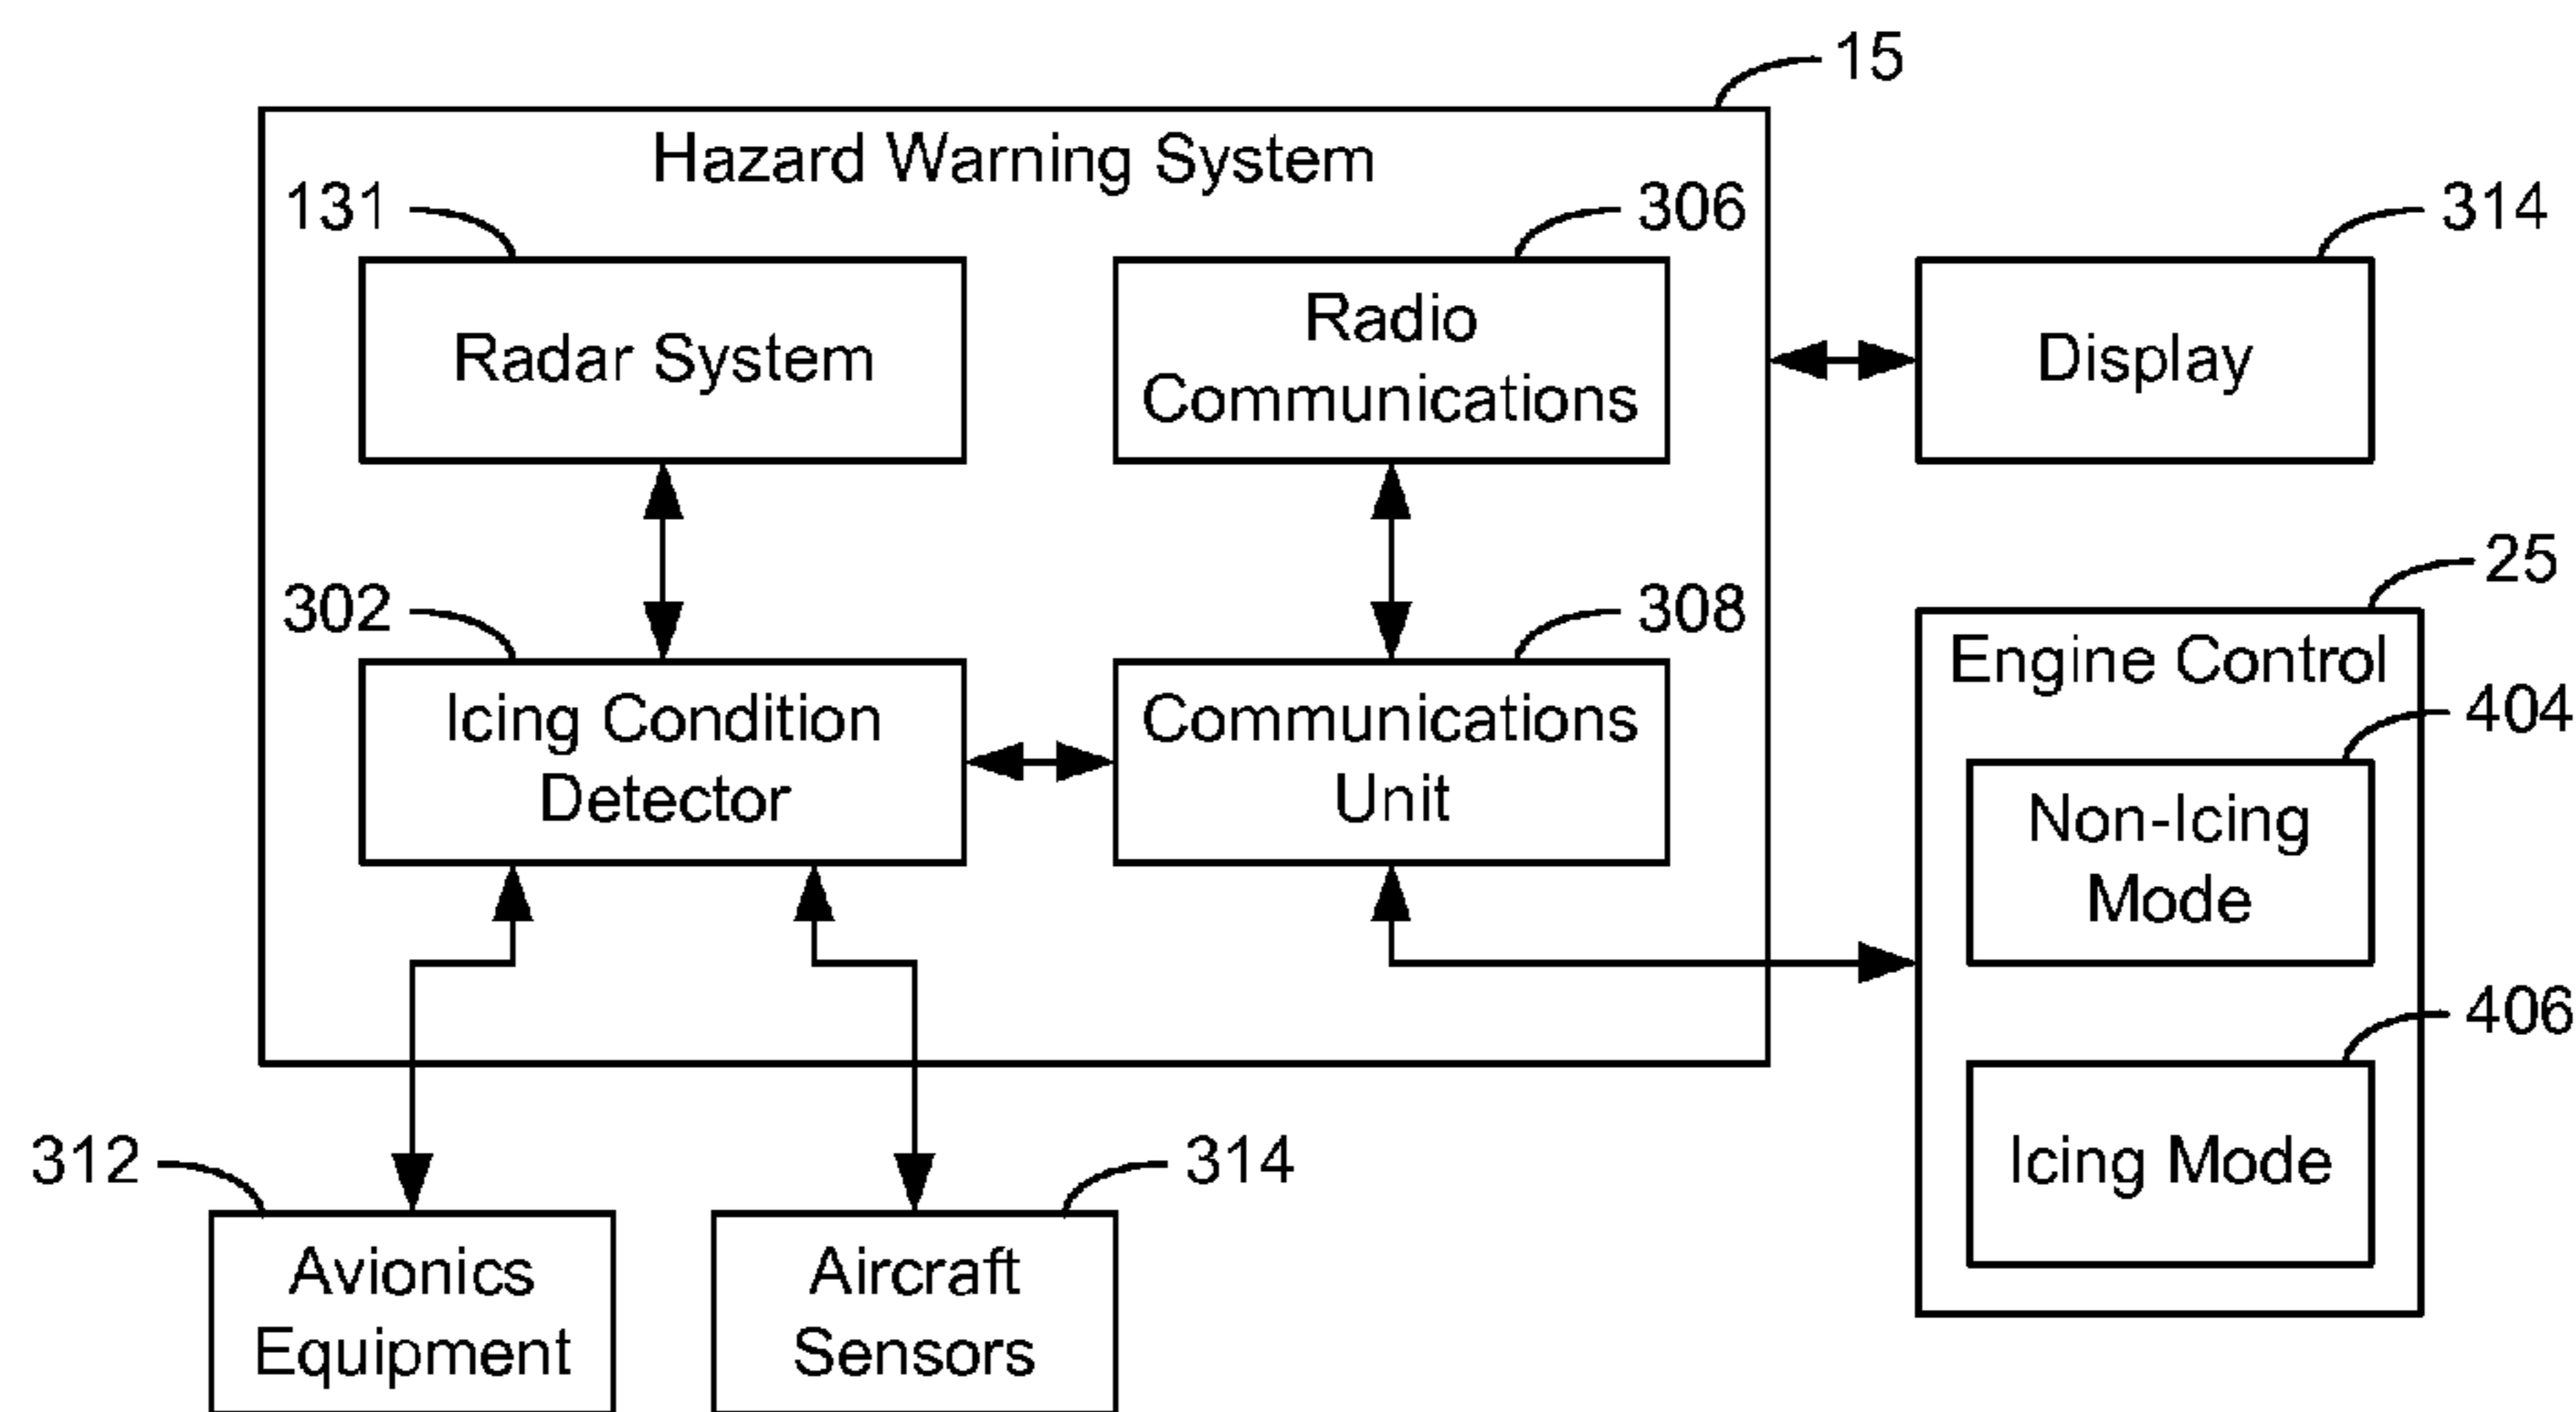 15
Hazard Warning System
131
306
314
Radar System
Radio
Communications
Display
25
302
308
Engine Control
Icing Condition
Detector
Communications
Unit
404
Non-Icing
Mode
406
Icing Mode
312
314
Avionics
Equipment
Aircraft
Sensors